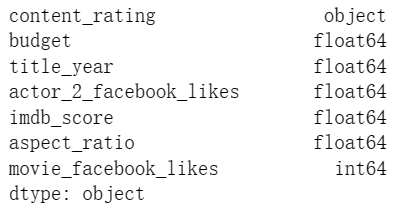 content_rating object
budget float64
title_year float64
actor_2_facebook_likes float64
imdb_score float64
aspect_ratio float64
movie_facebook_likes int64
dtype: object